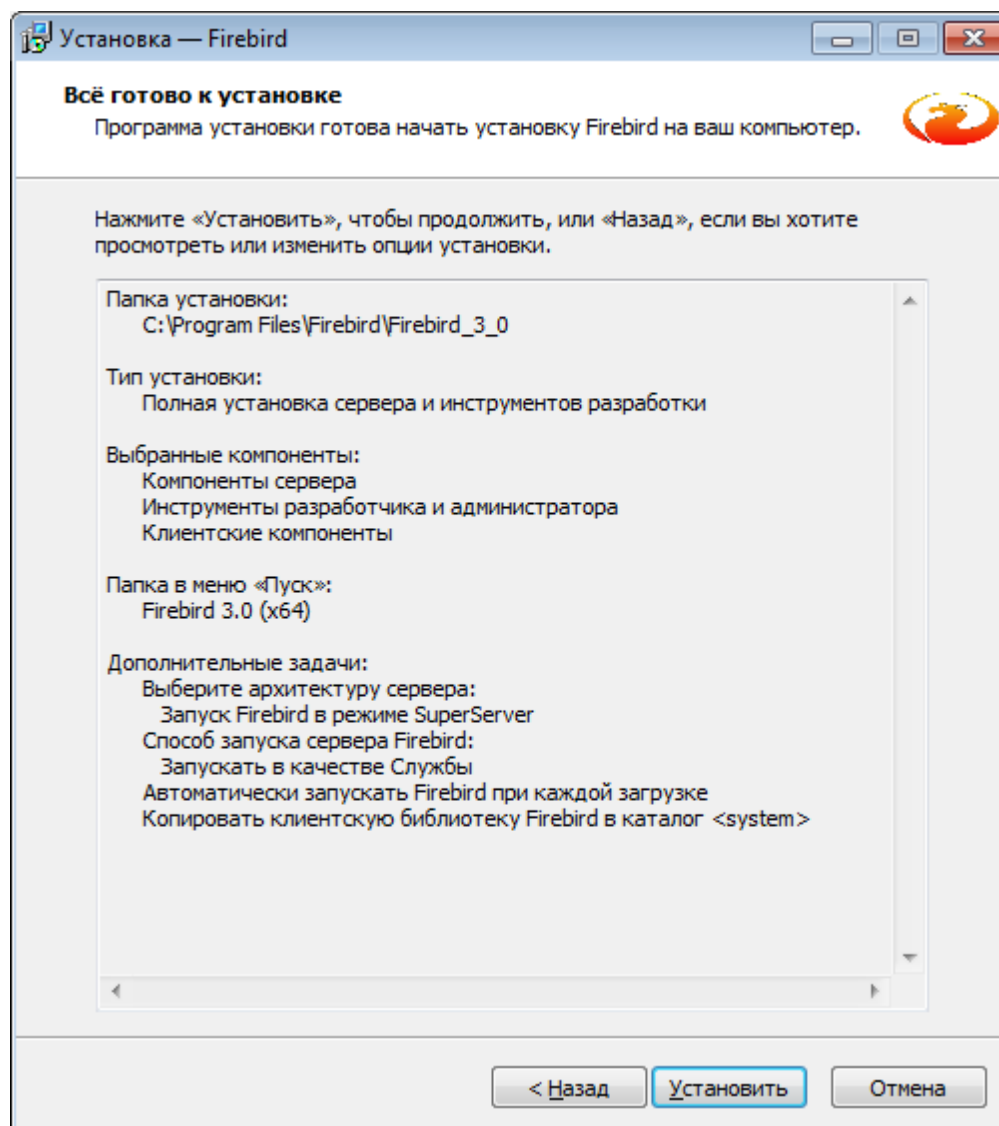 Установка — Firebird
Всё готово к установке
Программа установки готова начать установку Firebird на ваш компьютер.
Нажмите «Установить», чтобы продолжить, или «Назад», если вы хотите
просмотреть или изменить опции установки.
Папка установки:
C:\Program Files\Firebird\Firebird_3_0
Тип установки:
Полная установка сервера и инструментов разработки
Выбранные компоненты:
Компоненты сервера
Инструменты разработчика и администратора
Клиентские компоненты
Папка в меню «Пуск»:
Firebird 3.0 (x64)
Дополнительные задачи:
Выберите архитектуру сервера:
Запуск Firebird в режиме SuperServer
Способ запуска сервера Firebird:
Запускать в качестве Службы
Автоматически запускать Firebird при каждой загрузке
Копировать клиентскую библиотеку Firebird в каталог <system>
< Назад Установить Отмена